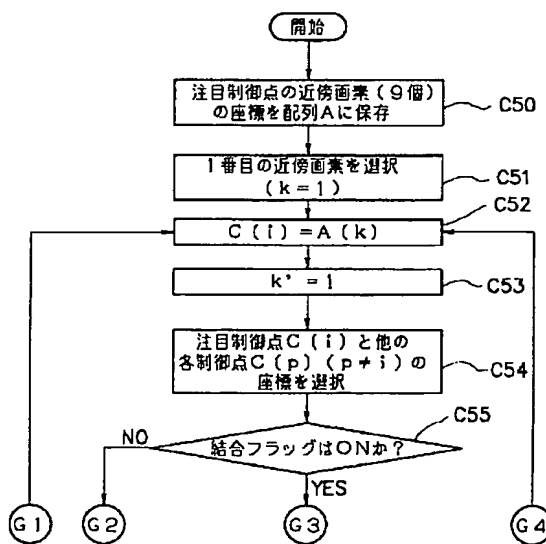 開始
注目制御点の近傍画素(9個)
の座標を配列Aに保存
C50
1番目の近傍画素を選択
(k=1)
C51
C52
C(i)=A(k)
k'=1
C53
注目制御点C(i)と他の
各制御点C(p)(p≠i)の
座標を選択
C54
C55
NO
結合フラッグはONか?
YES
G1
G2
G3
G4